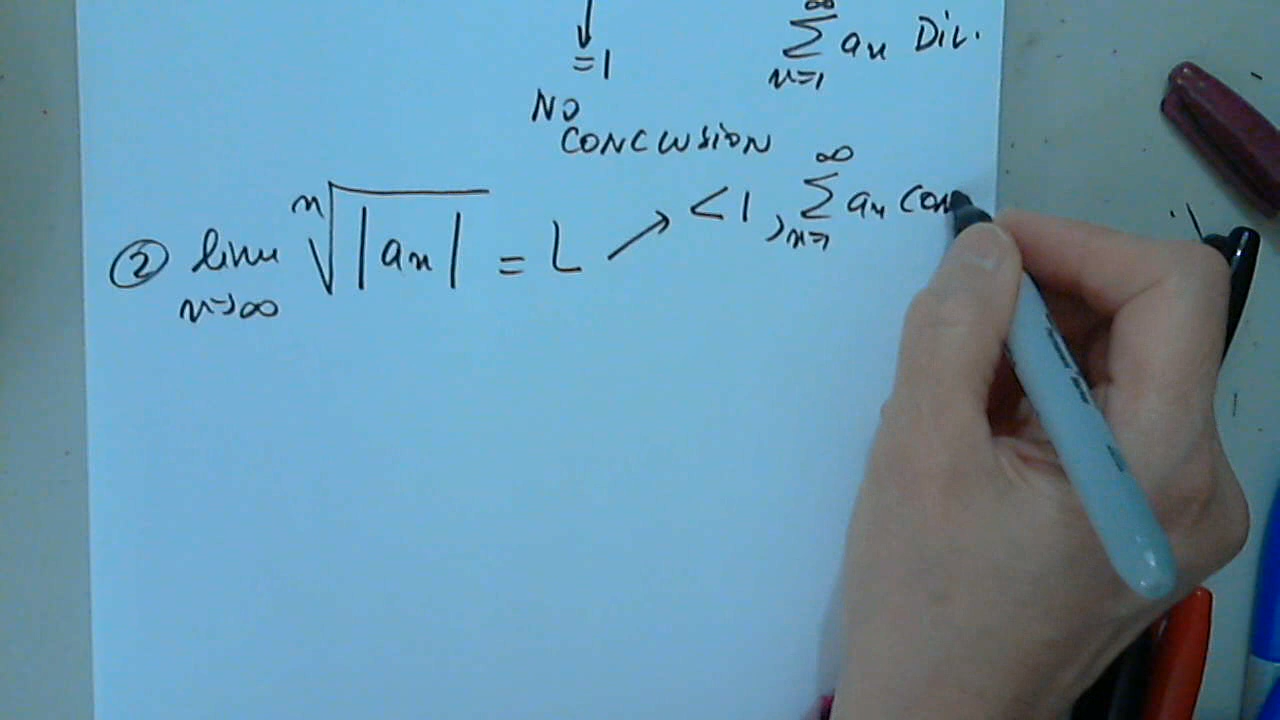 ∞
∑ aₙ Div.
n=1
↓
=1
NO
CONCLUSION
② lim n→∞ ⁿ√|aₙ| = L ↗ <1, ∞ ∑ n=1 aₙ Con